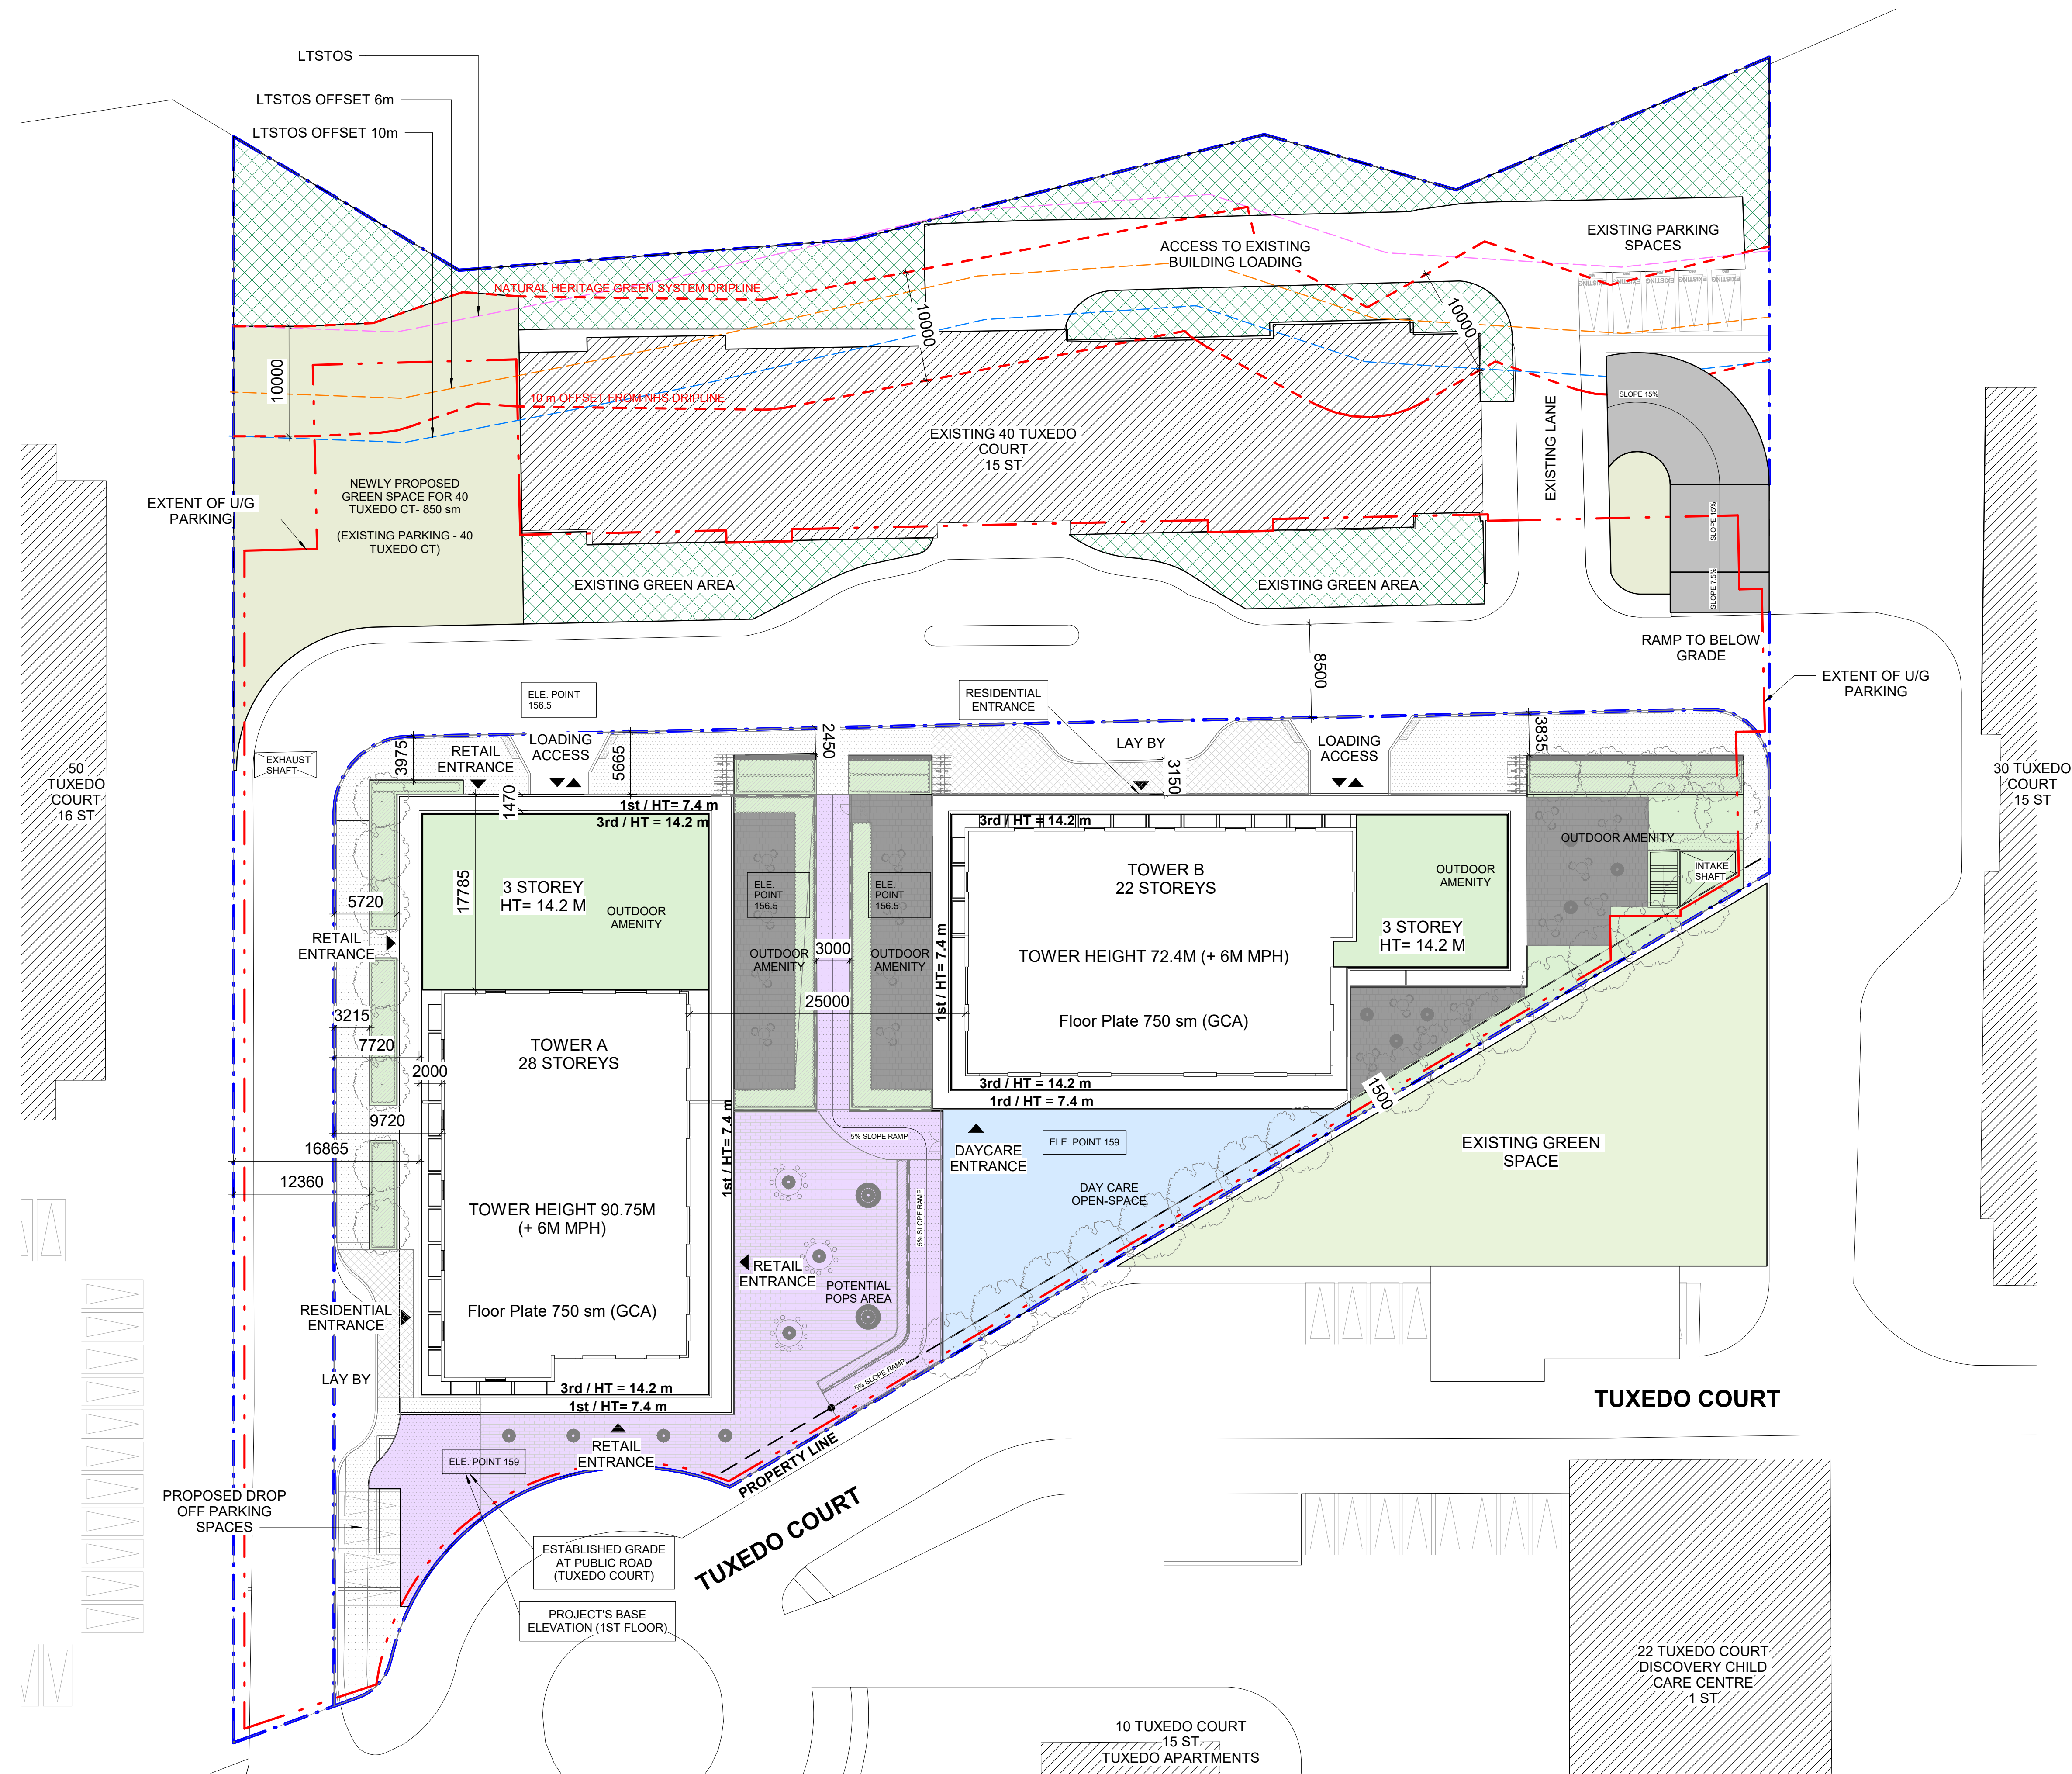 LTSTOS
LTSTOS OFFSET 6m
LTSTOS OFFSET 10m
NATURAL HERITAGE GREEN SYSTEM DRIPLINE
ACCESS TO EXISTING
BUILDING LOADING
EXISTING PARKING
SPACES
EXISTING
EXISTING
EXISTING
EXISTING
EXISTING
10000
10000
10000
10 m OFFSET FROM NHS DRIPLINE
SLOPE 15%
EXISTING 40 TUXEDO
COURT
15 ST
EXISTING LANE
NEWLY PROPOSED
GREEN SPACE FOR 40
TUXEDO CT- 850 sm
(EXISTING PARKING - 40
TUXEDO CT)
EXTENT OF U/G
PARKING
SLOPE 15%
SLOPE 7.5%
EXISTING GREEN AREA
EXISTING GREEN AREA
RAMP TO BELOW
GRADE
8500
EXTENT OF U/G
PARKING
ELE. POINT
156.5
RESIDENTIAL
ENTRANCE
3975
RETAIL
ENTRANCE
LOADING
ACCESS
5665
2450
LAY BY
3150
LOADING
ACCESS
3835
EXHAUST
SHAFT
50
TUXEDO
COURT
16 ST
30 TUXEDO
COURT
15 ST
1470
1st / HT= 7.4 m
3rd / HT = 14.2 m
3rd / HT = 14.2 m
OUTDOOR AMENITY
INTAKE
SHAFT
17785
3 STOREY
HT= 14.2 M
OUTDOOR
AMENITY
ELE.
POINT
156.5
ELE.
POINT
156.5
TOWER B
22 STOREYS
OUTDOOR
AMENITY
5720
RETAIL
ENTRANCE
3 STOREY
HT= 14.2 M
OUTDOOR
AMENITY
3000
OUTDOOR
AMENITY
1st / HT= 7.4 m
TOWER HEIGHT 72.4M (+ 6M MPH)
25000
Floor Plate 750 sm (GCA)
3215
7720
2000
TOWER A
28 STOREYS
3rd / HT = 14.2 m
1rd / HT = 7.4 m
1500
9720
16865
12360
1st / HT= 7.4 m
5% SLOPE RAMP
DAYCARE
ENTRANCE
ELE. POINT 159
EXISTING GREEN
SPACE
DAY CARE
OPEN-SPACE
TOWER HEIGHT 90.75M
(+ 6M MPH)
5% SLOPE RAMP
RETAIL
ENTRANCE
POTENTIAL
POPS AREA
RESIDENTIAL
ENTRANCE
Floor Plate 750 sm (GCA)
5% SLOPE RAMP
LAY BY
3rd / HT = 14.2 m
1st / HT= 7.4 m
TUXEDO COURT
RETAIL
ENTRANCE
ELE. POINT 159
PROPERTY LINE
TUXEDO COURT
PROPOSED DROP
OFF PARKING
SPACES
ESTABLISHED GRADE
AT PUBLIC ROAD
(TUXEDO COURT)
PROJECT'S BASE
ELEVATION (1ST FLOOR)
22 TUXEDO COURT
DISCOVERY CHILD
CARE CENTRE
1 ST
10 TUXEDO COURT
15 ST
TUXEDO APARTMENTS